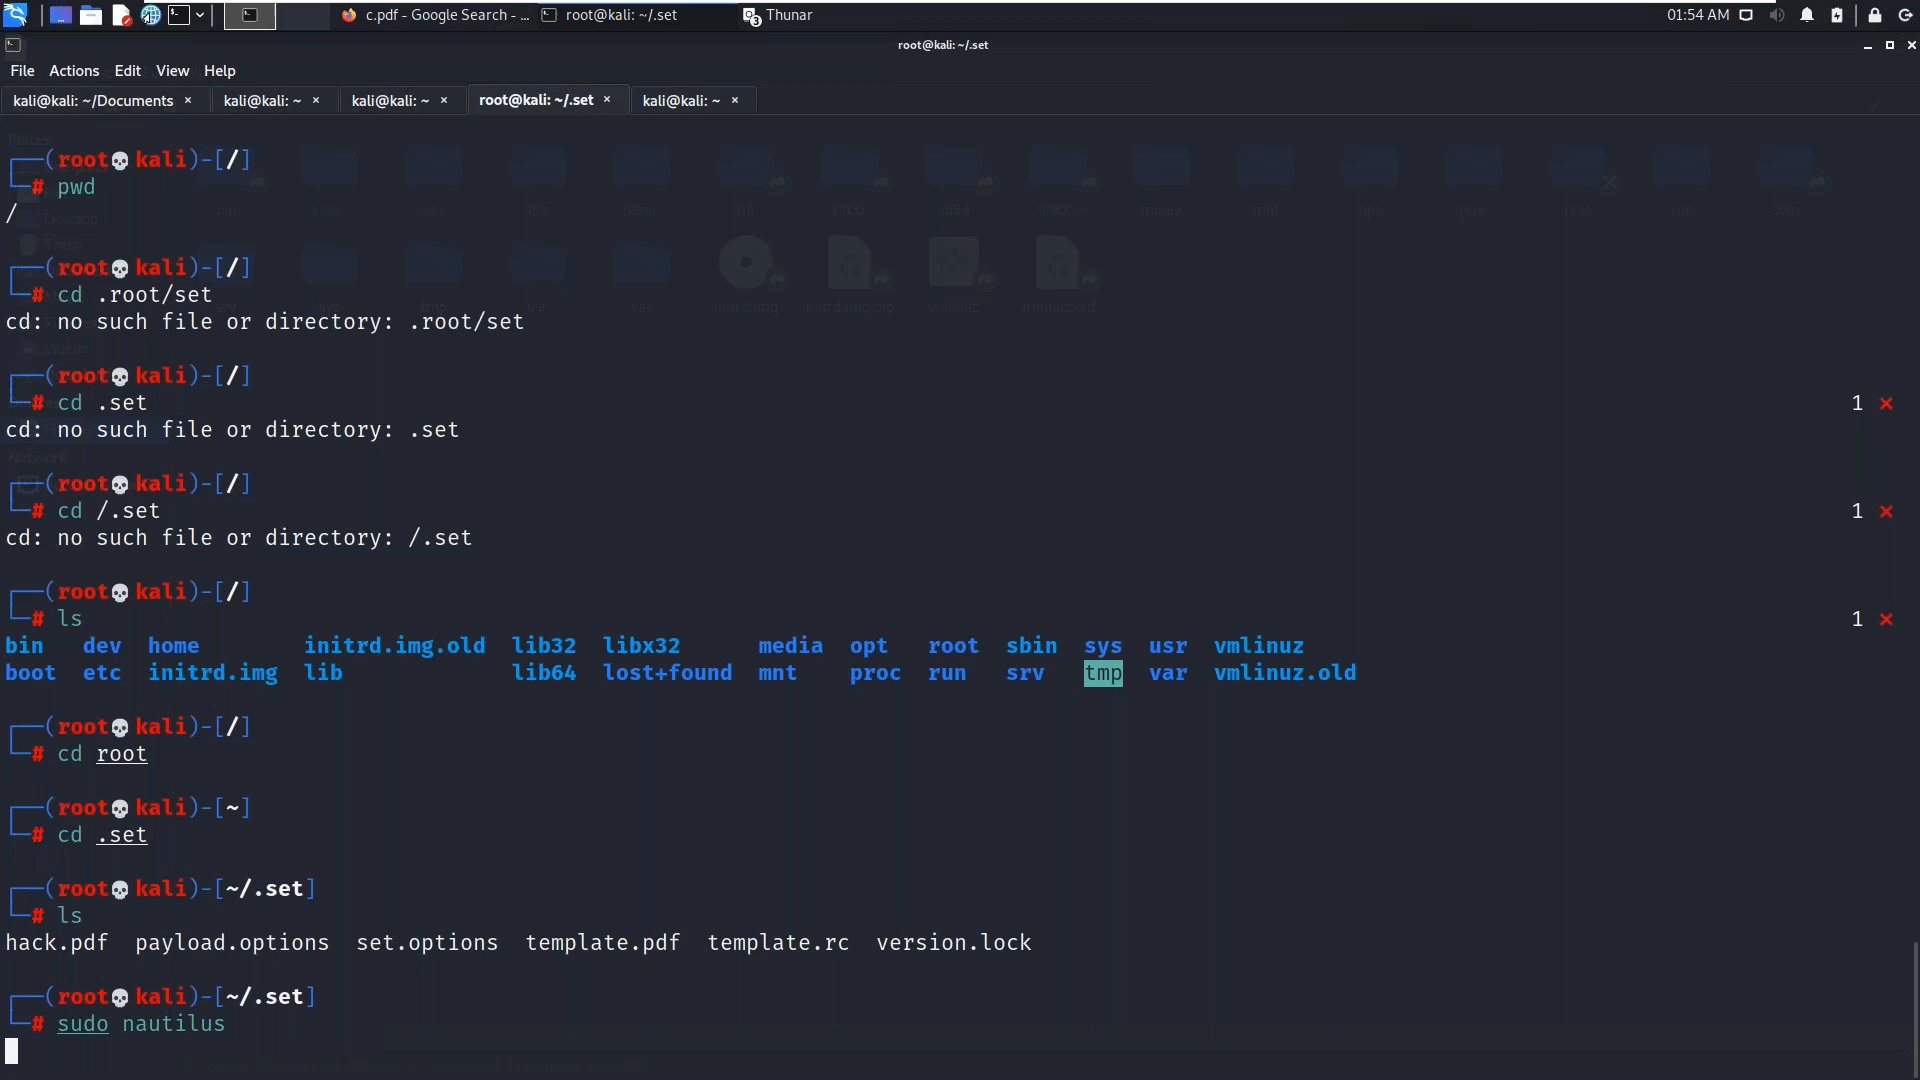 c.pdf - Google Search - ...
root@kali: ~/.set
3
Thunar
01:54 AM
root@kali: ~/.set
File Actions Edit View Help
kali@kali: ~/Documents × kali@kali: ~ × kali@kali: ~ × root@kali: ~/.set × kali@kali: ~ ×
┌──(root💀kali)-[/]
└─# pwd
/
┌──(root💀kali)-[/]
└─# cd .root/set
cd: no such file or directory: .root/set
┌──(root💀kali)-[/]
└─# cd .set 1 ×
cd: no such file or directory: .set
┌──(root💀kali)-[/]
└─# cd /.set 1 ×
cd: no such file or directory: /.set
┌──(root💀kali)-[/]
└─# ls 1 ×
bin dev home initrd.img.old lib32 libx32 media opt root sbin sys usr vmlinuz
boot etc initrd.img lib lib64 lost+found mnt proc run srv tmp var vmlinuz.old
┌──(root💀kali)-[/]
└─# cd root
┌──(root💀kali)-[~]
└─# cd .set
┌──(root💀kali)-[~/.set]
└─# ls
hack.pdf payload.options set.options template.pdf template.rc version.lock
┌──(root💀kali)-[~/.set]
└─# sudo nautilus